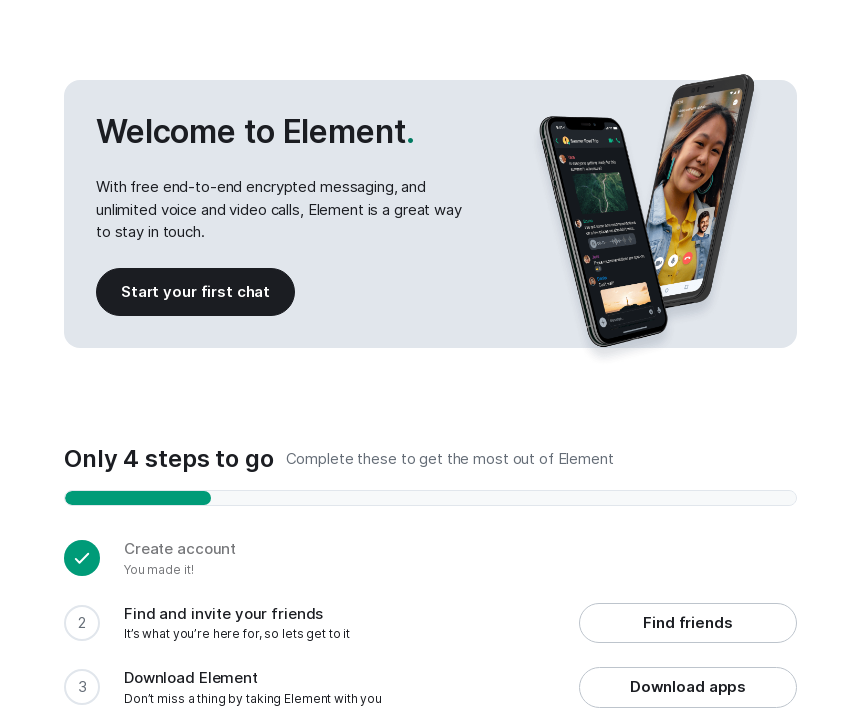 Welcome to Element.
With free end-to-end encrypted messaging, and
unlimited voice and video calls, Element is a great way
to stay in touch.
Start your first chat
Only 4 steps to go Complete these to get the most out of Element
Create account
You made it!
2 Find and invite your friends
It’s what you’re here for, so lets get to it
Find friends
3 Download Element
Don’t miss a thing by taking Element with you
Download apps